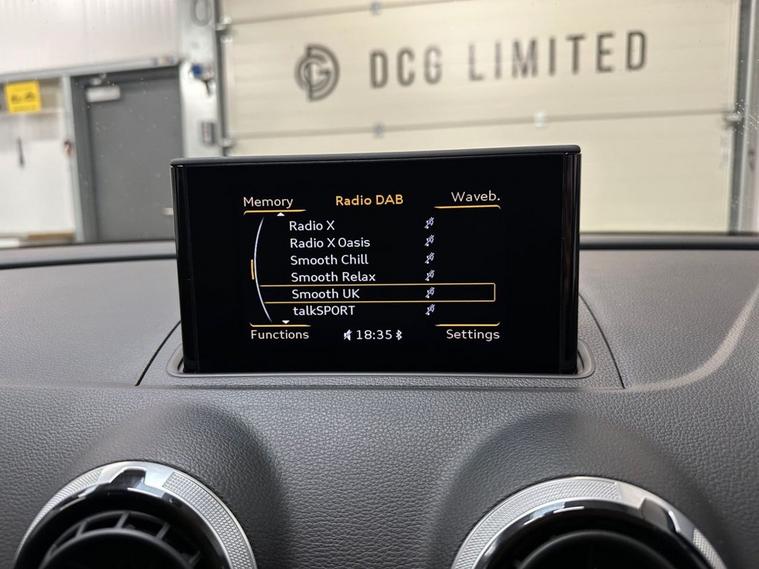 DCG LIMITED
Memory
Radio DAB
Waveb.
Radio X
Radio X Oasis
Smooth Chill
Smooth Relax
Smooth UK
talkSPORT
Functions
18:35
Settings